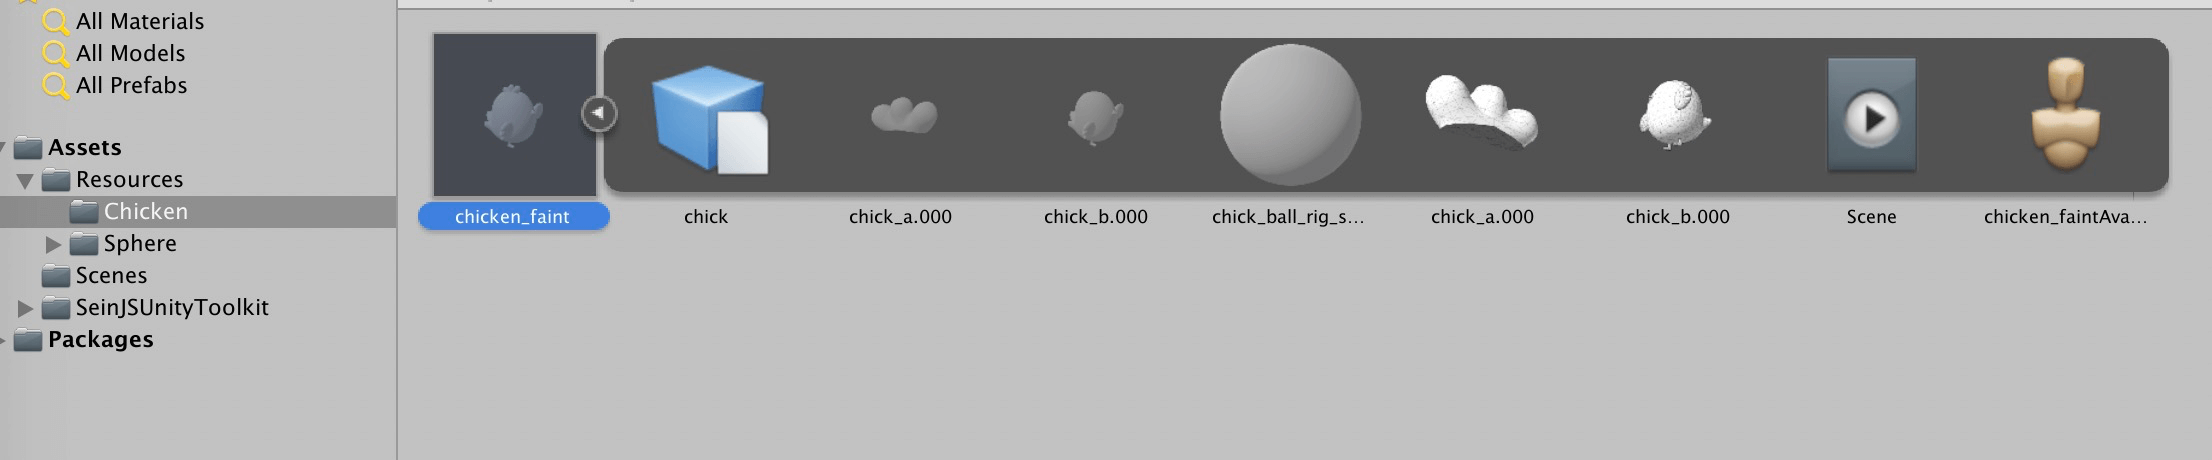 All Materials
All Models
All Prefabs
Assets
Resources
Chicken
Sphere
Scenes
SeinJSUnityToolkit
Packages
chicken_faint
chick
chick_a.000
chick_b.000
chick_ball_rig_s...
chick_a.000
chick_b.000
Scene
chicken_faintAva...